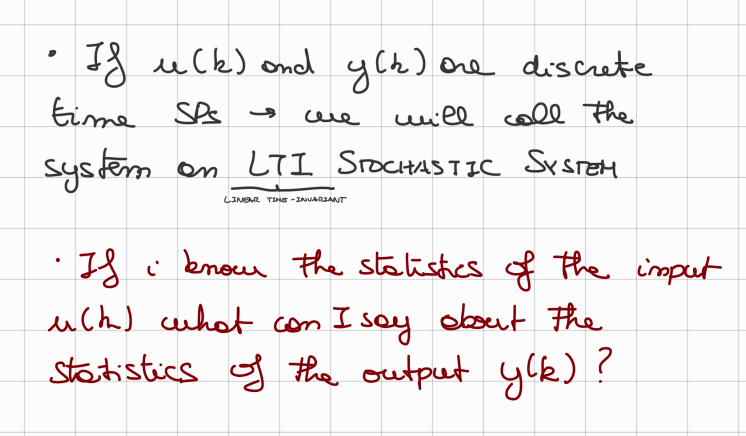 · If u(k) and y(k) are discrete
time SPs → we will call the
system an LTI STOCHASTIC SYSTEM
LINEAR TIME-INVARIANT
· If i know the statistics of the input
u(k) what can I say about the
statistics of the output y(k)?